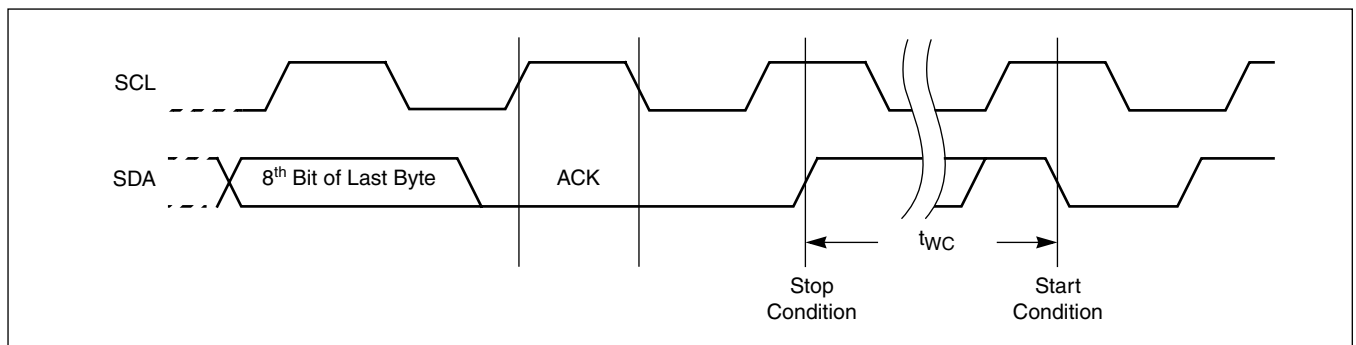 SCL
SDA
8th Bit of Last Byte
ACK
tWC
Stop
Condition
Start
Condition